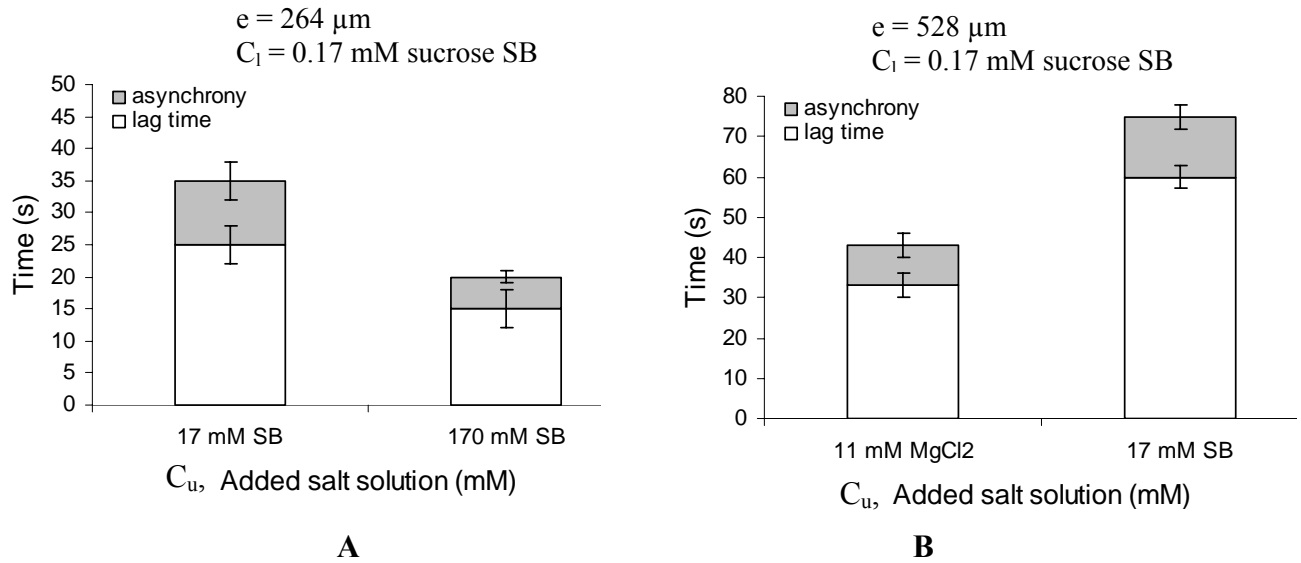 e = 264 µm
Cₗ = 0.17 mM sucrose SB
50
45
40
35
30
25
20
15
10
5
0
Time (s)
asynchrony
lag time
17 mM SB
170 mM SB
Cᵤ, Added salt solution (mM)
A
e = 528 µm
Cₗ = 0.17 mM sucrose SB
80
70
60
50
40
30
20
10
0
Time (s)
asynchrony
lag time
11 mM MgCl2
17 mM SB
Cᵤ, Added salt solution (mM)
B